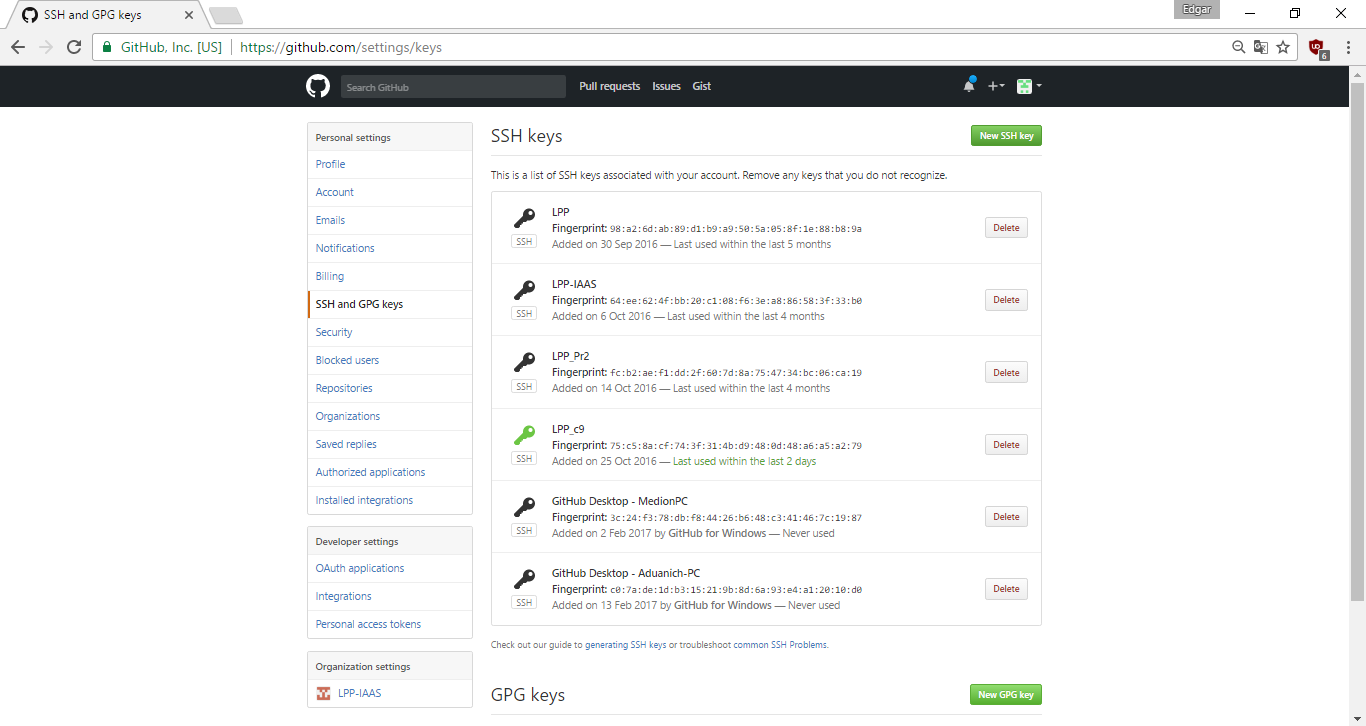 SSH and GPG keys
Edgar
GitHub, Inc. [US] https://github.com/settings/keys
6
Search GitHub
Pull requests Issues Gist
Personal settings
Profile
Account
Emails
Notifications
Billing
SSH and GPG keys
Security
Blocked users
Repositories
Organizations
Saved replies
Authorized applications
Installed integrations
Developer settings
OAuth applications
Integrations
Personal access tokens
Organization settings
LPP-IAAS
SSH keys
New SSH key
This is a list of SSH keys associated with your account. Remove any keys that you do not recognize.
LPP
Fingerprint: 98:a2:6d:ab:89:d1:b9:a9:50:5a:05:8f:1e:88:b8:9a
SSH
Added on 30 Sep 2016 — Last used within the last 5 months
Delete
LPP-IAAS
Fingerprint: 64:ee:62:4f:bb:20:c1:08:f6:3e:a8:86:58:3f:33:b0
SSH
Added on 6 Oct 2016 — Last used within the last 4 months
Delete
LPP_Pr2
Fingerprint: fc:b2:ae:f1:dd:2f:60:7d:8a:75:47:34:bc:06:ca:19
SSH
Added on 14 Oct 2016 — Last used within the last 4 months
Delete
LPP_c9
Fingerprint: 75:c5:8a:cf:74:3f:31:4b:d9:48:0d:48:a6:a5:a2:79
SSH
Added on 25 Oct 2016 — Last used within the last 2 days
Delete
GitHub Desktop - MedionPC
Fingerprint: 3c:24:f3:78:db:f8:44:26:b6:48:c3:41:46:7c:19:87
SSH
Added on 2 Feb 2017 by GitHub for Windows — Never used
Delete
GitHub Desktop - Aduanich-PC
Fingerprint: c0:7a:de:1d:b3:15:21:9b:8d:6a:93:e4:a1:20:10:d0
SSH
Added on 13 Feb 2017 by GitHub for Windows — Never used
Delete
Check out our guide to generating SSH keys or troubleshoot common SSH Problems.
GPG keys
New GPG key